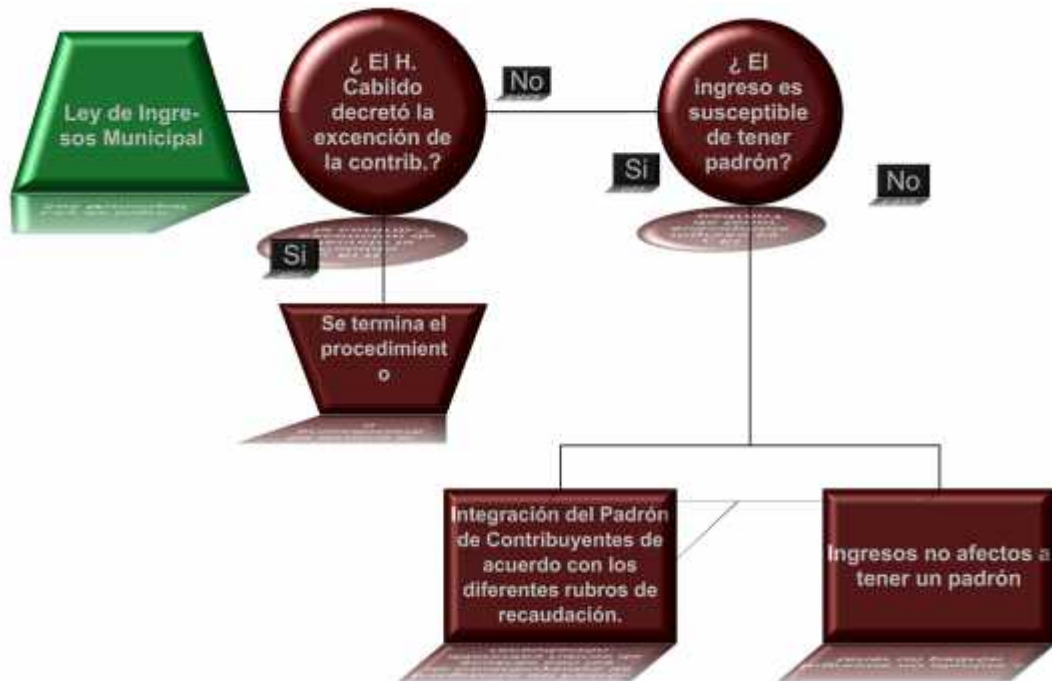 Ley de Ingre-
sos Municipal
¿ El H.
Cabildo
decretó la
excención de
la contrib.?
No
¿ El
ingreso es
susceptible
de tener
padrón?
Si
No
Si
Se termina el
procedimient
o
Integración del Padrón
de Contribuyentes de
acuerdo con los
diferentes rubros de
recaudación.
Ingresos no afectos a
tener un padrón